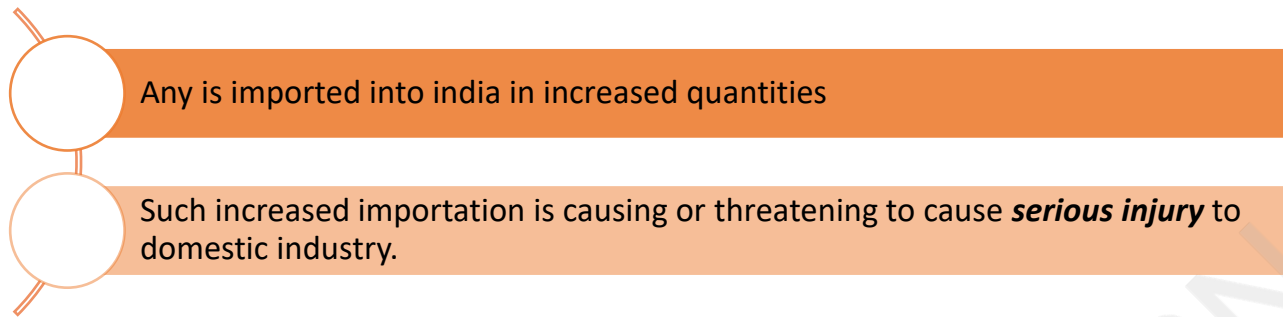 Any is imported into india in increased quantities
Such increased importation is causing or threatening to cause serious injury to
domestic industry.